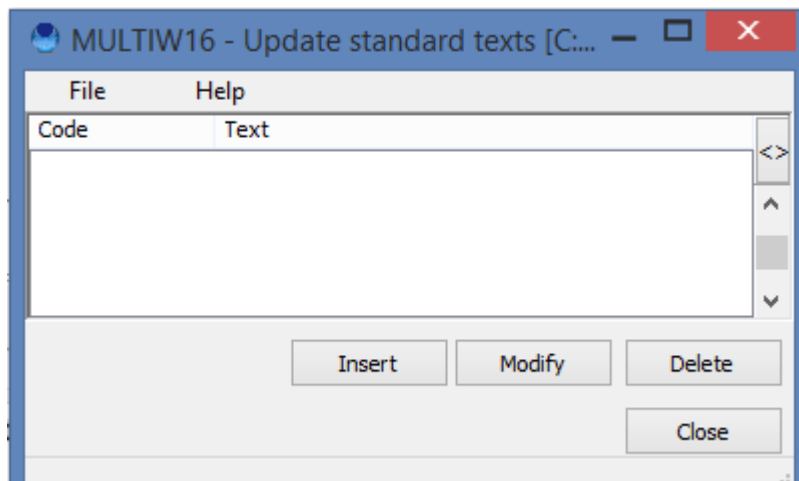 MULTIW16 - Update standard texts [C:...
File Help
Code Text
<>
Insert Modify Delete
Close